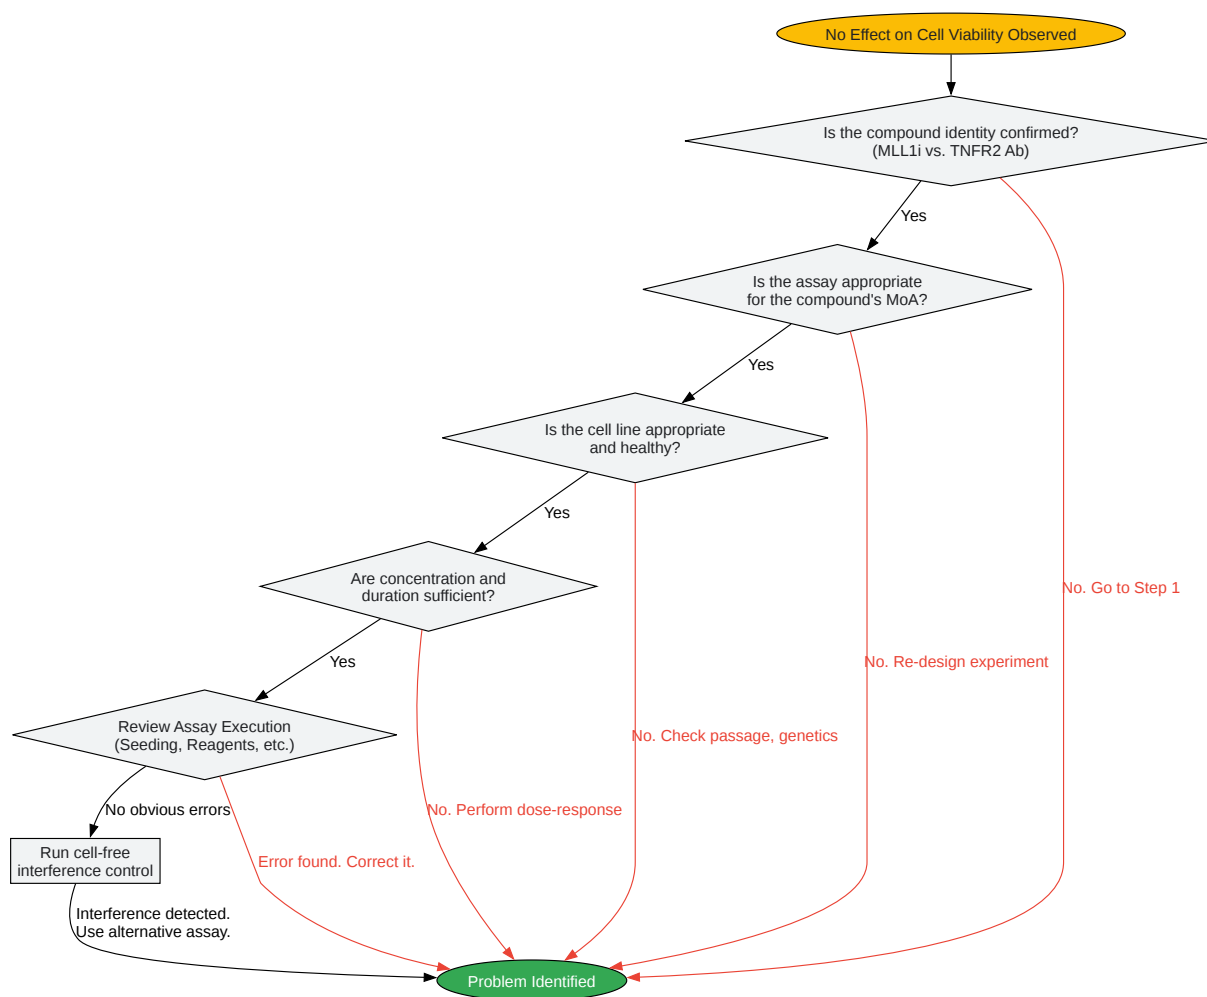 No Effect on Cell Viability Observed
Is the compound identity confirmed?
(MLL1i vs. TNFR2 Ab)
Yes
Is the assay appropriate
for the compound's MoA?
Yes
Is the cell line appropriate
and healthy?
Yes
Are concentration and
duration sufficient?
No. Go to Step 1
Yes
No. Re-design experiment
Review Assay Execution
(Seeding, Reagents, etc.)
No. Check passage, genetics
No obvious errors
No. Perform dose-response
Run cell-free
interference control
Error found. Correct it.
Interference detected.
Use alternative assay.
Problem Identified